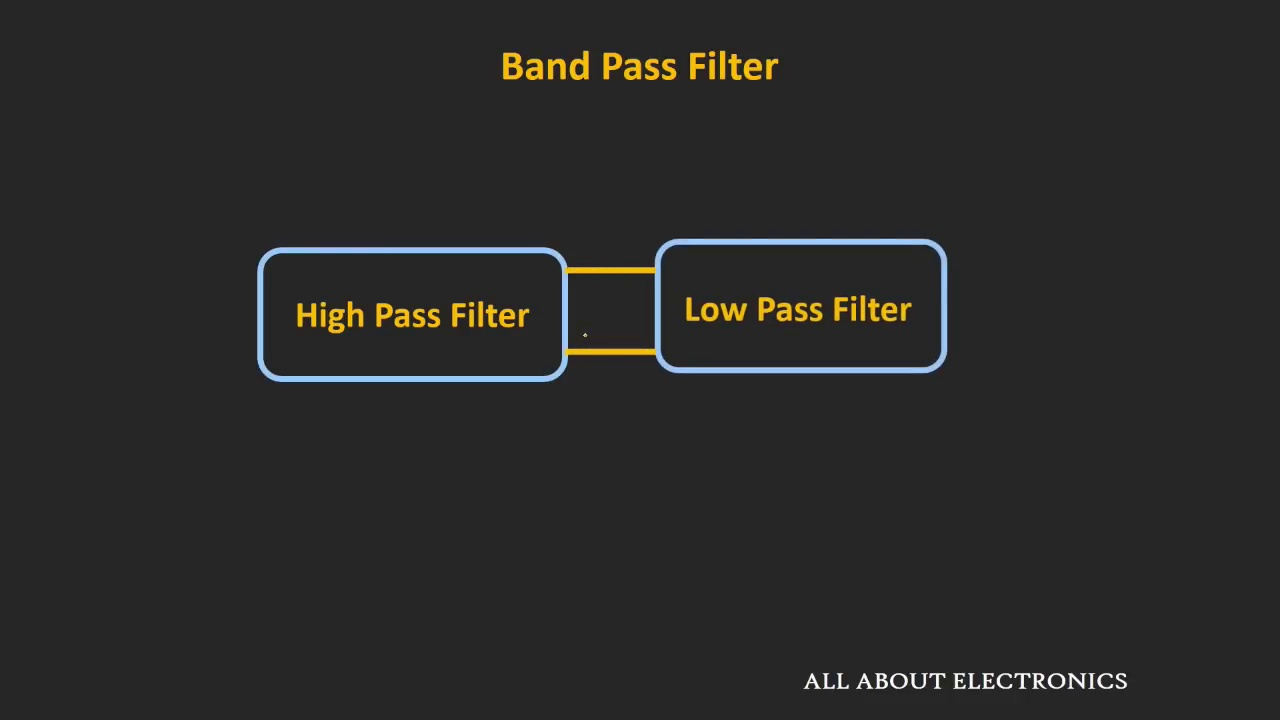 Band Pass Filter
High Pass Filter
Low Pass Filter
ALL ABOUT ELECTRONICS